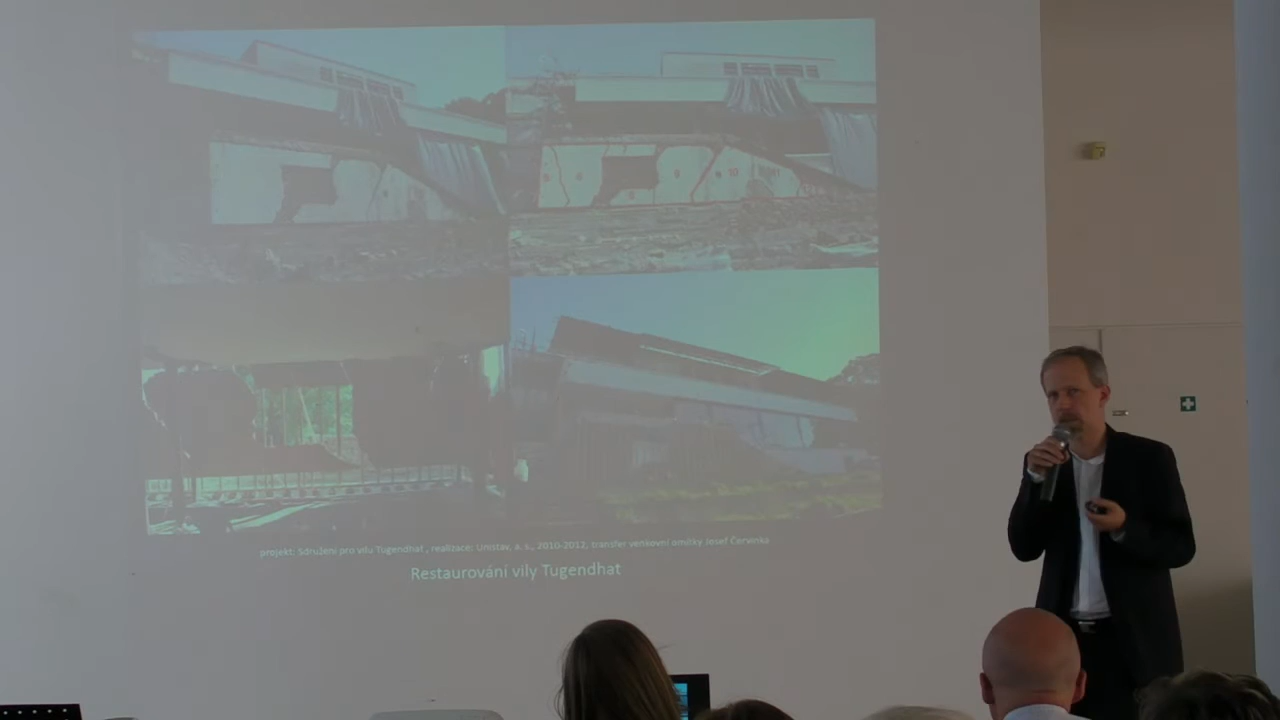 projekt: Sdružení pro vilu Tugendhat , realizace: Unistav, a. s., 2010-2012, transfer venkovní omítky Josef Červinka
Restaurování vily Tugendhat